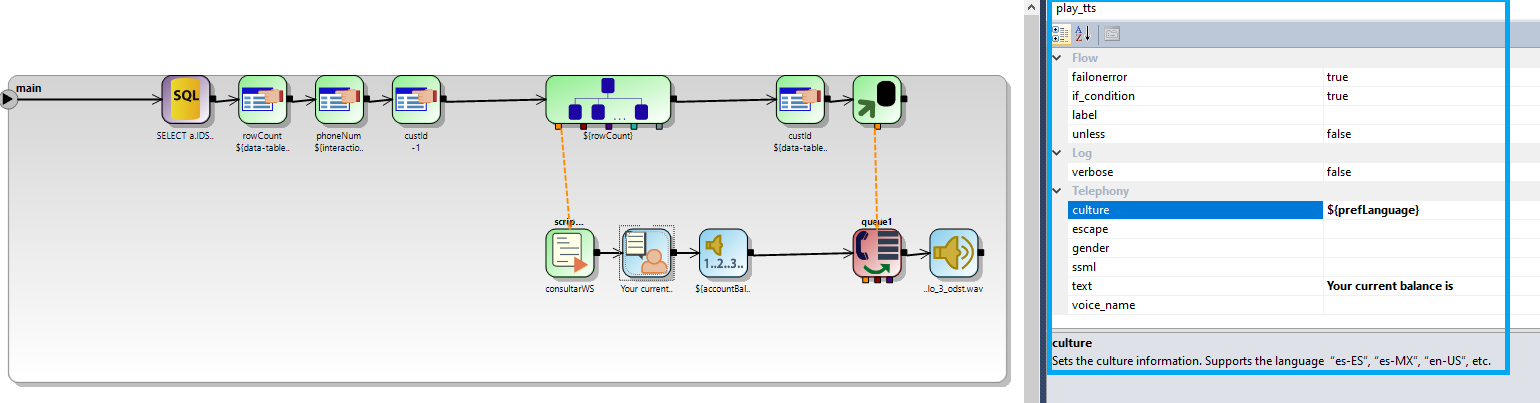 main
SQL
SELECT a.IDS..
rowCount
${data-table..
phoneNum
${interactio..
custId
-1
...
${rowCount}
custId
${data-table..
scrip...
consultarWS
Your current..
1..2..3..
${accountBal..
queue1
..lo_3_odst.wav
play_tts
A
Z
Flow
failonerror true
if_condition true
label
unless false
Log
verbose false
Telephony
culture ${prefLanguage}
escape
gender
ssml
text Your current balance is
voice_name
culture
Sets the culture information. Supports the language “es-ES”, “es-MX”, “en-US”, etc.